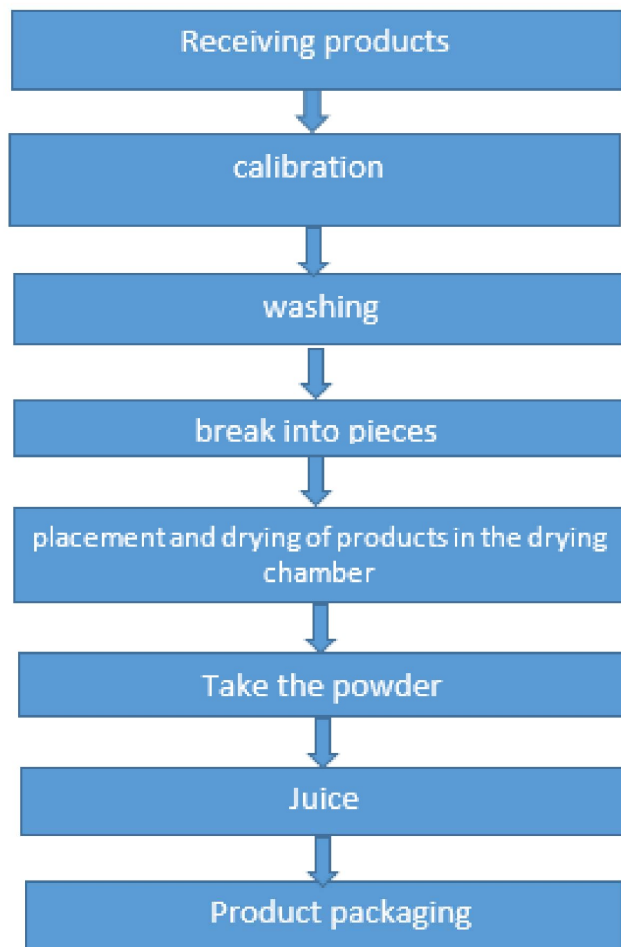 Receiving products
calibration
washing
break into pieces
placement and drying of products in the drying
chamber
Take the powder
Juice
Product packaging